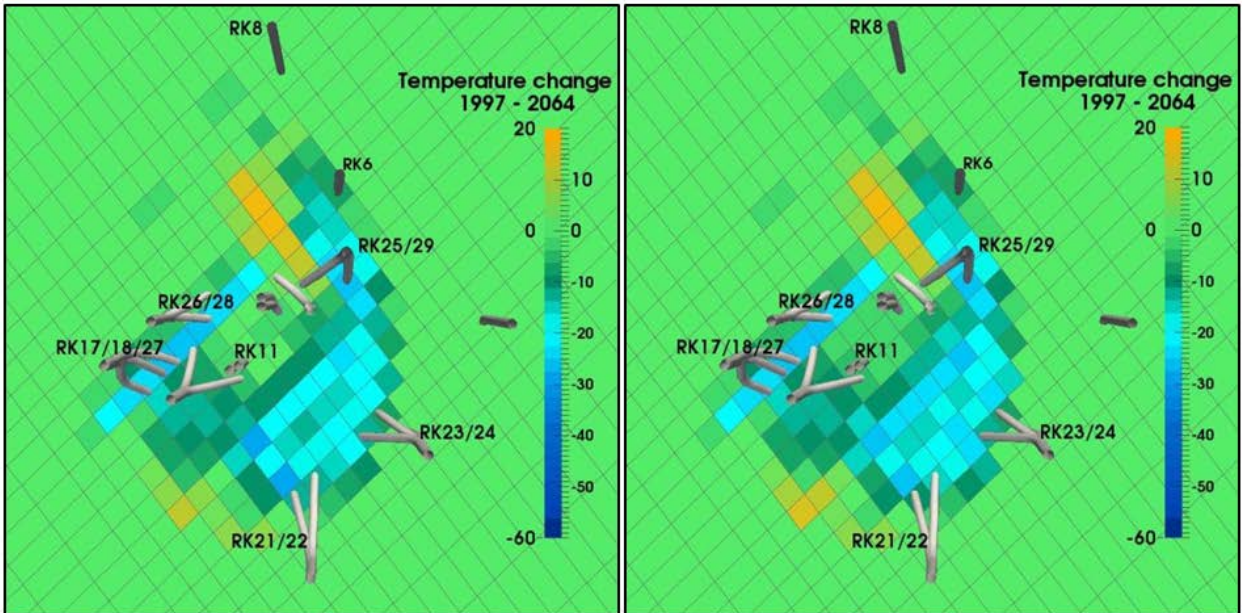 RK8
Temperature change
1997 - 2064
20
RK6
10
0
0
RK25/29
-10
RK26/28
-20
RK17/18/27
RK11
-30
-40
RK23/24
-50
RK21/22
-60
RK8
Temperature change
1997 - 2064
20
RK6
10
0
0
RK25/29
-10
RK26/28
-20
RK17/18/27
RK11
-30
-40
RK23/24
-50
RK21/22
-60